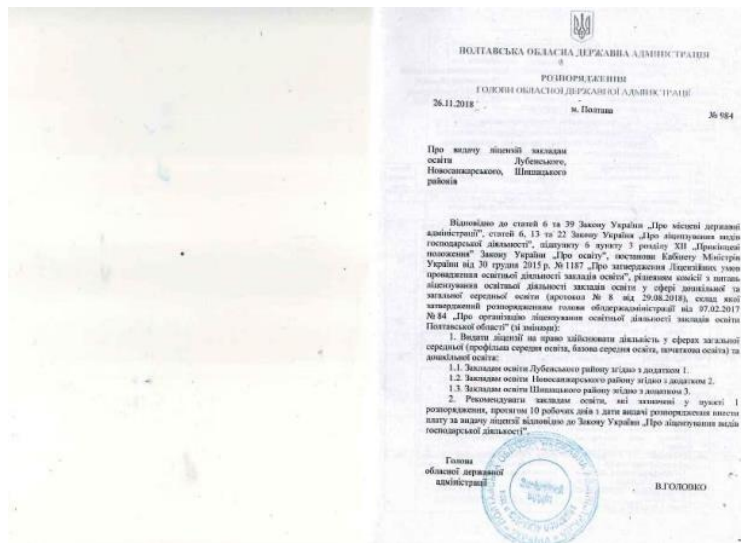 ПОЛТАВСЬКА ОБЛАСНА ДЕРЖАВНА АДМІНІСТРАЦІЯ
РОЗПОРЯДЖЕННЯ
ГОЛОВИ ОБЛАСНОЇ ДЕРЖАВНОЇ АДМІНІСТРАЦІЇ
26.11.2018
м. Полтава
№ 984
Про видачу ліцензій закладам
освіти Лубенського,
Новосанжарського, Шишацького
районів
Відповідно до статей 6 та 39 Закону України „Про місцеві державні
адміністрації”, статей 6, 13 та 22 Закону України „Про ліцензування видів
господарської діяльності”, підпункту 6 пункту 3 розділу XII „Прикінцеві
положення” Закону України „Про освіту”, постанови Кабінету Міністрів
України від 30 грудня 2015 р. №1187 „Про затвердження Ліцензійних умов
провадження освітньої діяльності закладів освіти”, рішенням комісії з питань
ліцензування освітньої діяльності закладів освіти у сфері дошкільної та
загальної середньої освіти (протокол № 8 від 29.08.2018), склад якої
затверджений розпорядженням голови облдержадміністрації від 07.02.2017
№ 84 „Про організацію ліцензування освітньої діяльності закладів освіти
Полтавської області” (зі змінами):
1. Видати ліцензії на право здійснювати діяльність у сферах загальної
середньої (профільна середня освіта, базова середня освіта, початкова освіта) та
дошкільної освіти:
1.1. Закладам освіти Лубенського району згідно з додатком 1.
1.2. Закладам освіти Новосанжарського району згідно з додатком 2.
1.3. Закладам освіти Шишацького району згідно з додатком 3.
2. Рекомендувати закладам освіти, які зазначені у пункті 1
розпорядження, протягом 10 робочих днів з дати видачі розпорядження внести
плату за видачу ліцензії відповідно до Закону України „Про ліцензування видів
господарської діяльності”.
Голова
обласної державної
адміністрації
В.ГОЛОВКО